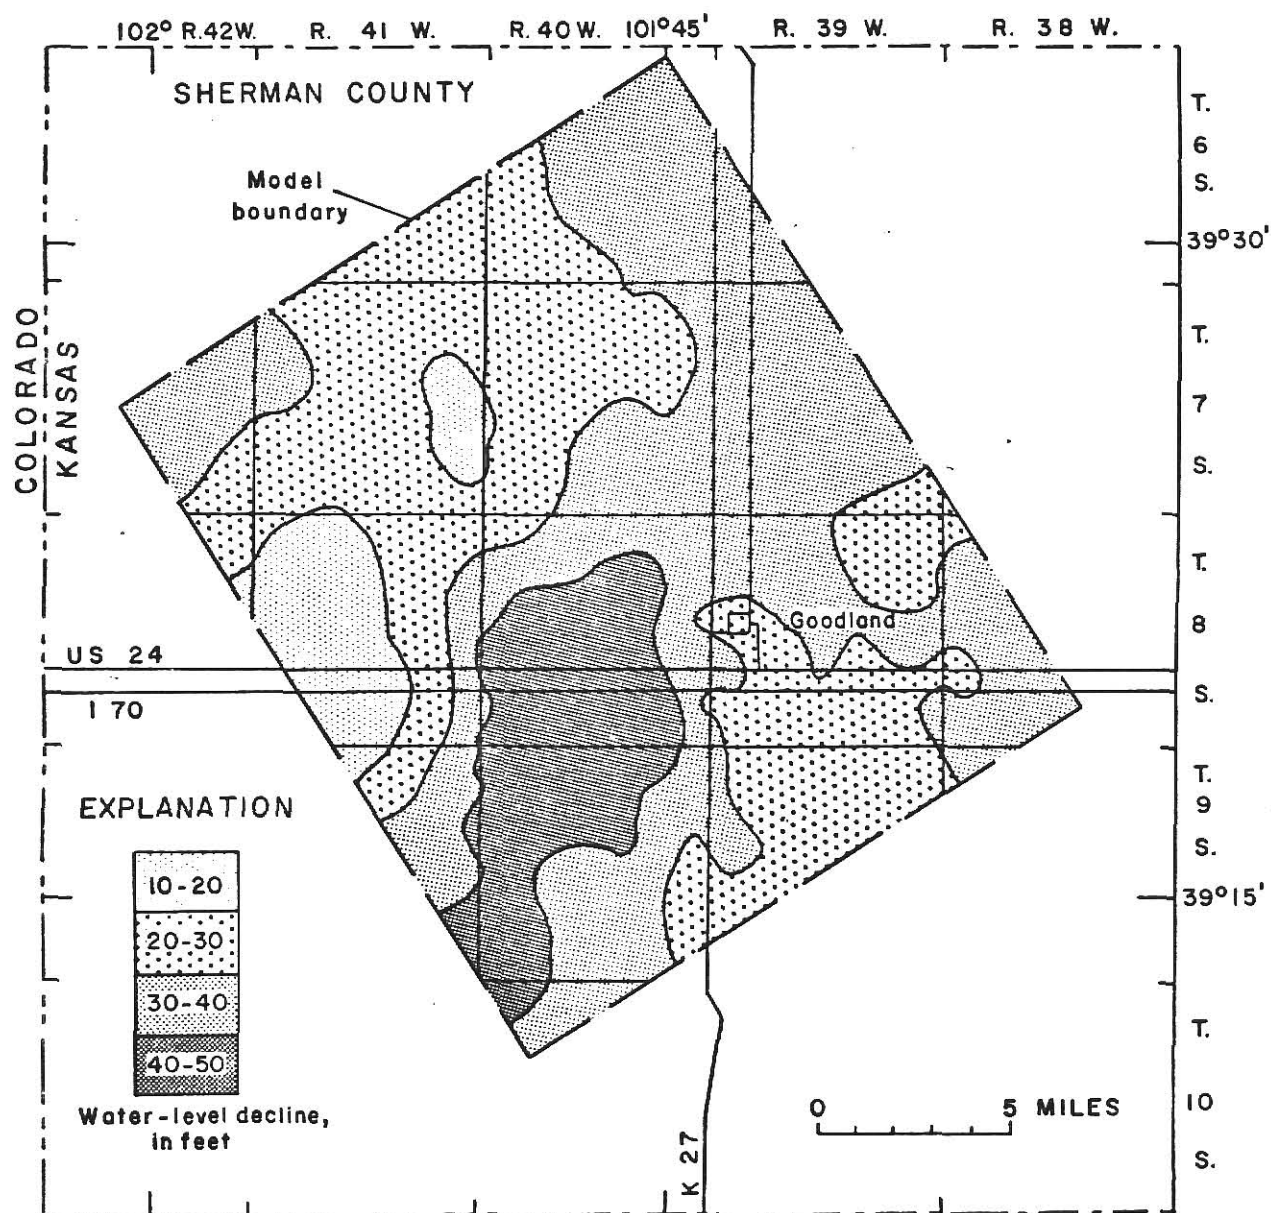 102° R.42W. R. 41 W. R. 40 W. 101°45' R. 39 W. R. 38 W.
SHERMAN COUNTY
Model
boundary
T.
6
S.
39°30'
COLORADO
KANSAS
T.
7
S.
T.
8
S.
Goodland
US 24
I 70
EXPLANATION
10-20
20-30
30-40
40-50
Water-level decline,
in feet
T.
9
S.
39°15'
T.
10
S.
0 5 MILES
K 27